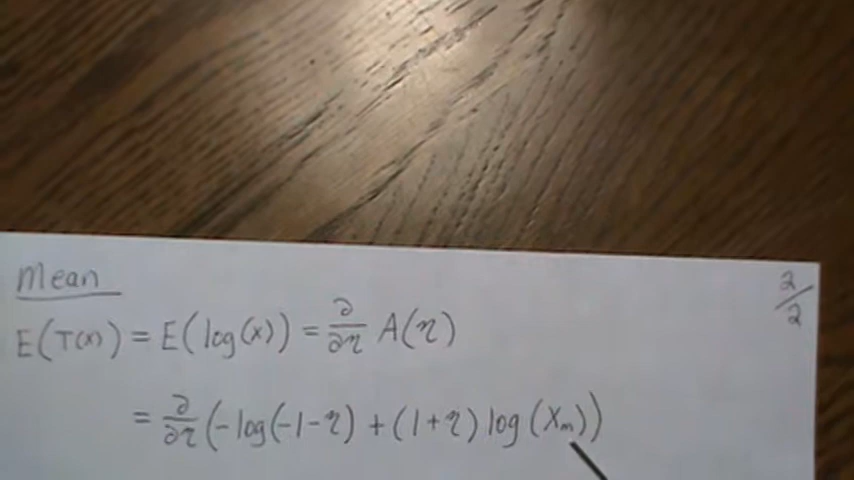 Mean
2/2
E(T(x)) = E(log(x)) = ∂/∂η A(η)
= ∂/∂η (-log(-1-η) + (1+η) log(Xm))